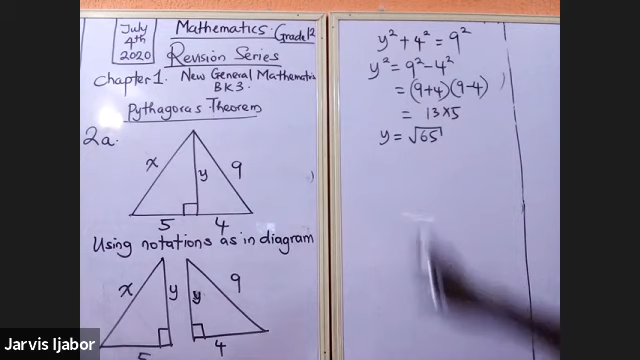 July
4th
2020
Mathematics Grade 12
Revision Series
Chapter 1. New General Mathematics
BK3.
Pythagoras Theorem
2a.
x
y
9
5
4
Using notations as in diagram
x
y
y
9
5
4
y² + 4² = 9²
y² = 9² - 4²
= (9+4)(9-4)
= 13 × 5
y = √65
Jarvis Ijabor